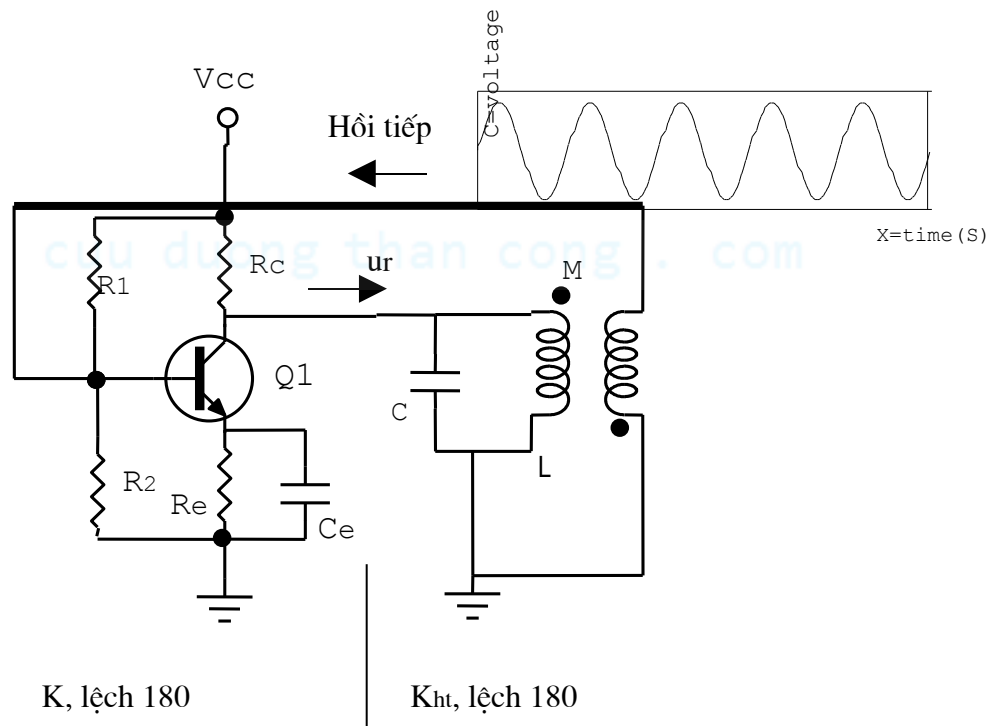 Vcc
Hồi tiếp
C=voltage
X=time(S)
cuu duong than cong . com
R1
Rc
ur
M
Q1
C
L
R2
Re
Ce
K, lệch 180
Kht, lệch 180